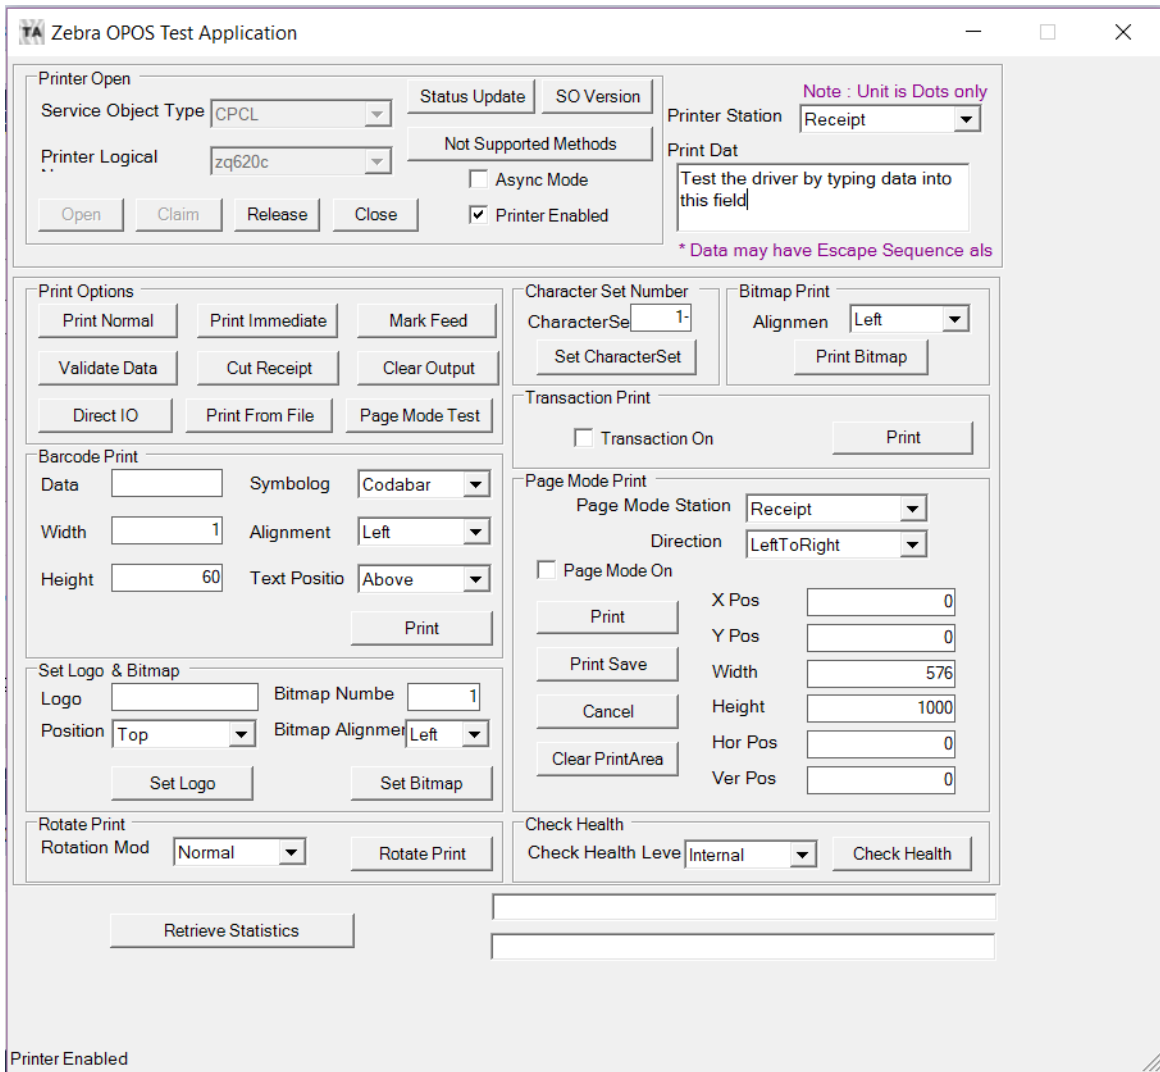 TA Zebra OPOS Test Application
Printer Open
Service Object Type CPCL
Status Update SO Version
Printer Logical zq620c
Not Supported Methods
Async Mode
Open Claim Release Close
Printer Enabled
Note : Unit is Dots only
Printer Station Receipt
Print Dat
Test the driver by typing data into
this field
* Data may have Escape Sequence als
Print Options
Print Normal Print Immediate Mark Feed
Validate Data Cut Receipt Clear Output
Direct IO Print From File Page Mode Test
Character Set Number
CharacterSe 1-
Set CharacterSet
Bitmap Print
Alignmen Left
Print Bitmap
Transaction Print
Transaction On Print
Barcode Print
Data Symbolog Codabar
Width 1 Alignment Left
Height 60 Text Positio Above
Print
Page Mode Print
Page Mode Station Receipt
Direction LeftToRight
Page Mode On
Print
Print Save
Cancel
Clear PrintArea
X Pos 0
Y Pos 0
Width 576
Height 1000
Hor Pos 0
Ver Pos 0
Set Logo & Bitmap
Logo Bitmap Numbe 1
Position Top Bitmap Alignmer Left
Set Logo Set Bitmap
Rotate Print
Rotation Mod Normal Rotate Print
Check Health
Check Health Leve Internal Check Health
Retrieve Statistics
Printer Enabled